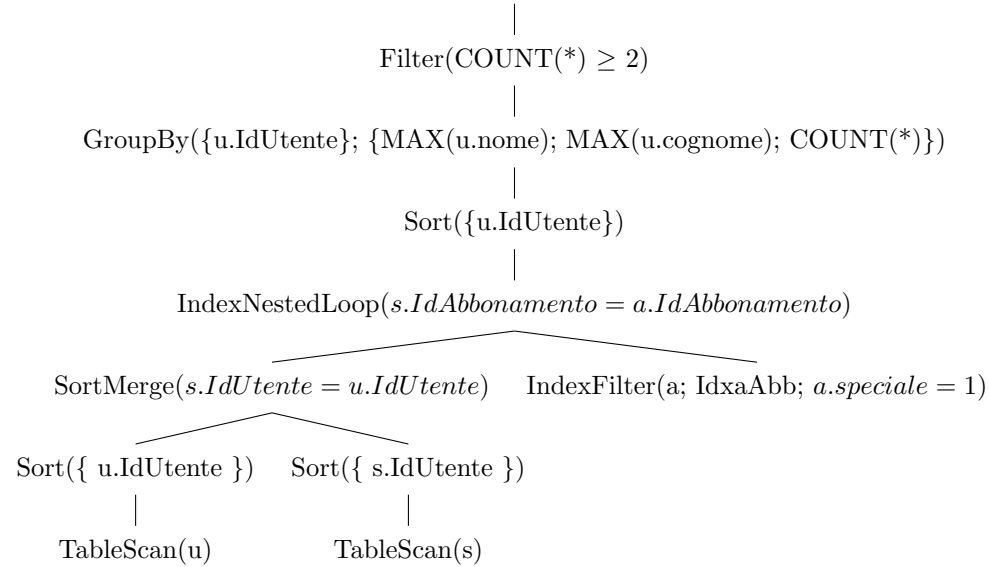 Filter(COUNT(*) ≥ 2)
GroupBy({u.IdUtente}; {MAX(u.nome); MAX(u.cognome); COUNT(*)})
Sort({u.IdUtente})
IndexNestedLoop(s.IdAbbonamento = a.IdAbbonamento)
SortMerge(s.IdUtente = u.IdUtente) IndexFilter(a; IdxaAbb; a.speciale = 1)
Sort({ u.IdUtente }) Sort({ s.IdUtente })
TableScan(u) TableScan(s)